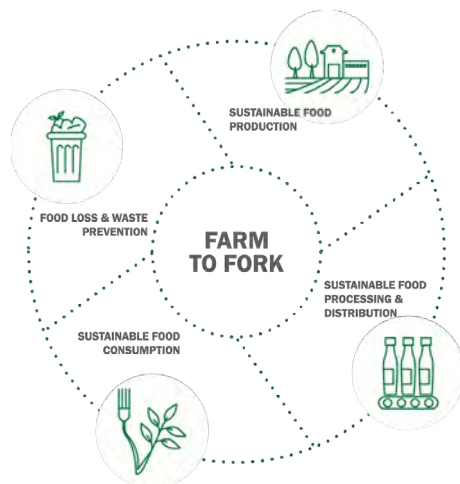 SUSTAINABLE FOOD
PRODUCTION
FOOD LOSS & WASTE
PREVENTION
FARM
TO FORK
SUSTAINABLE FOOD
PROCESSING &
DISTRIBUTION
SUSTAINABLE FOOD
CONSUMPTION